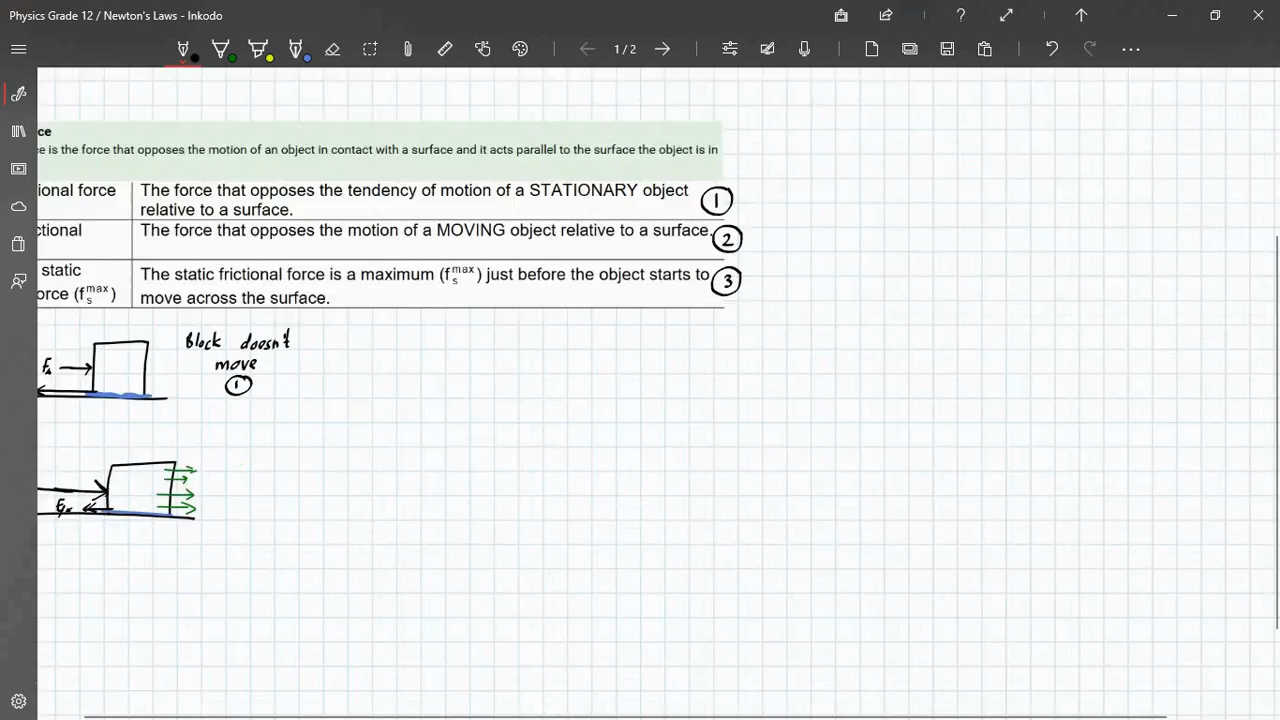 Physics Grade 12 / Newton's Laws - Inkodo
1 / 2
ce
ce is the force that opposes the motion of an object in contact with a surface and it acts parallel to the surface the object is in
ional force
The force that opposes the tendency of motion of a STATIONARY object
relative to a surface.
1
ctional
The force that opposes the motion of a MOVING object relative to a surface.
2
static
orce (fₛᵐᵃˣ)
The static frictional force is a maximum (fₛᵐᵃˣ) just before the object starts to
move across the surface.
3
Block doesn't
move
1